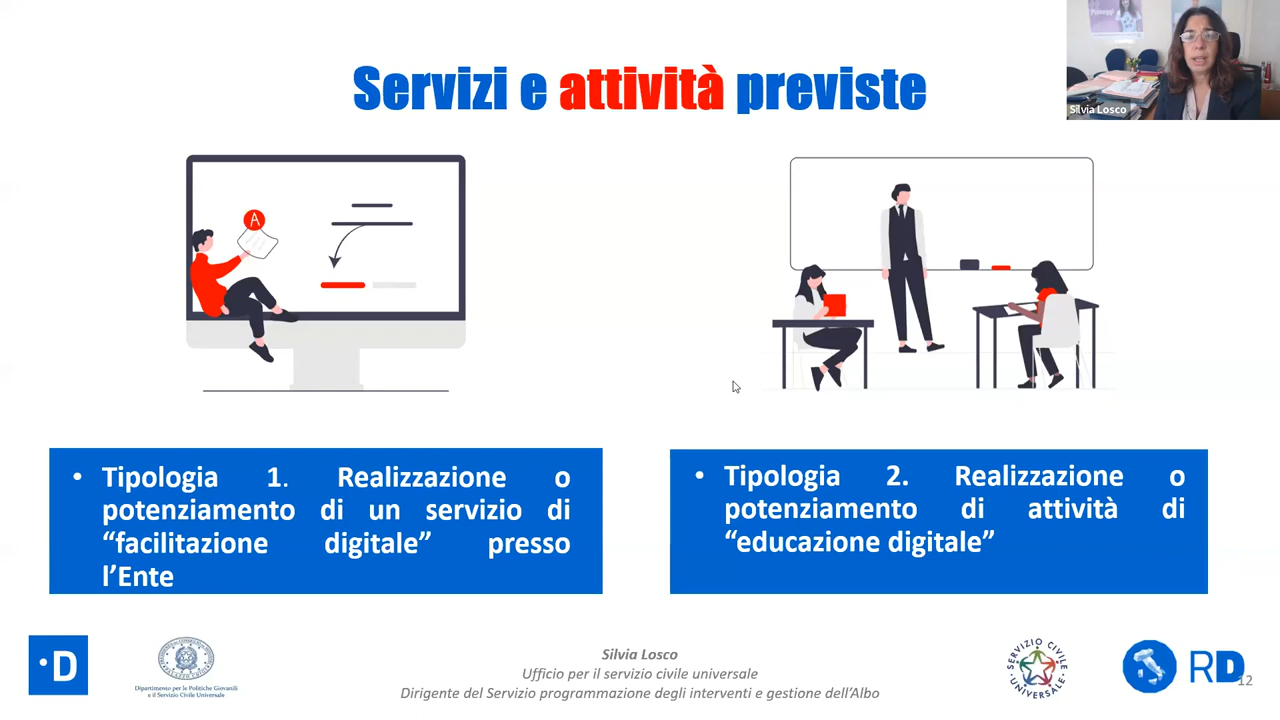 Servizi e attività previste
Silvia Losco
A
• Tipologia 1. Realizzazione o
potenziamento di un servizio di
“facilitazione digitale” presso
l’Ente
• Tipologia 2. Realizzazione o
potenziamento di attività di
“educazione digitale”
D
Dipartimento per le Politiche Giovanili
e il Servizio Civile Universale
Silvia Losco
Ufficio per il servizio civile universale
Dirigente del Servizio programmazione degli interventi e gestione dell’Albo
SERVIZIO CIVILE
UNIVERSALE
RD
12